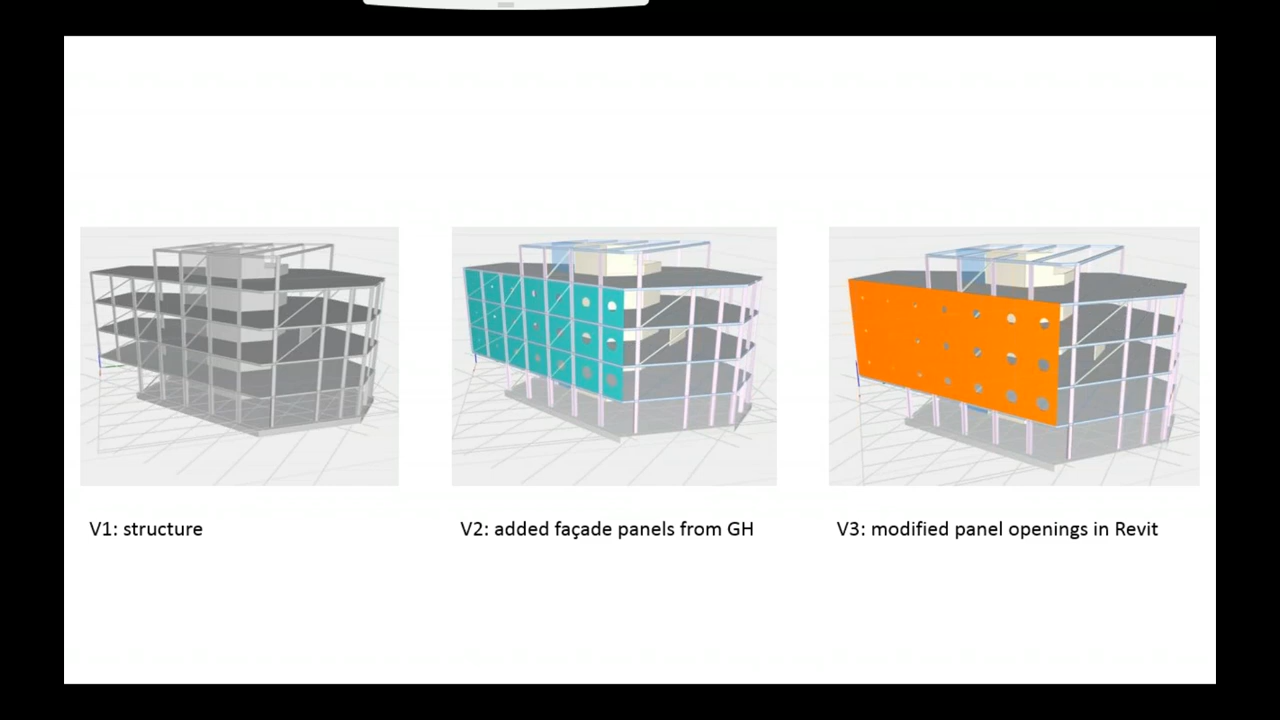 V1: structure
V2: added façade panels from GH
V3: modified panel openings in Revit